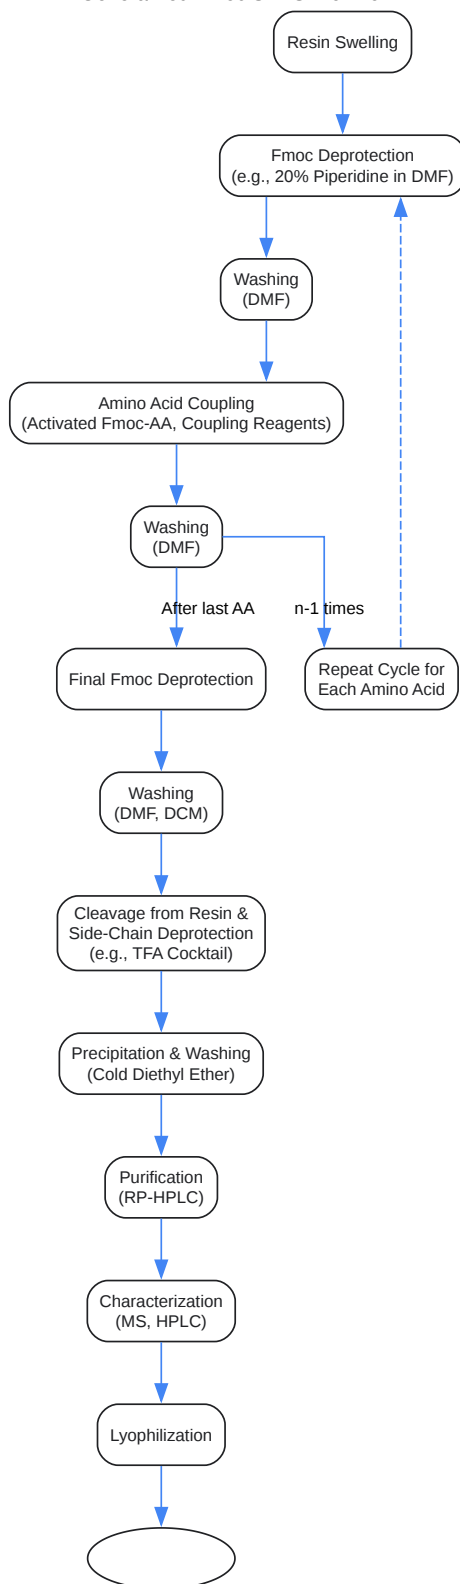 Resin Swelling
Fmoc Deprotection
(e.g., 20% Piperidine in DMF)
Washing
(DMF)
Amino Acid Coupling
(Activated Fmoc-AA, Coupling Reagents)
Washing
(DMF)
After last AA
n-1 times
Final Fmoc Deprotection
Repeat Cycle for
Each Amino Acid
Washing
(DMF, DCM)
Cleavage from Resin &
Side-Chain Deprotection
(e.g., TFA Cocktail)
Precipitation & Washing
(Cold Diethyl Ether)
Purification
(RP-HPLC)
Characterization
(MS, HPLC)
Lyophilization